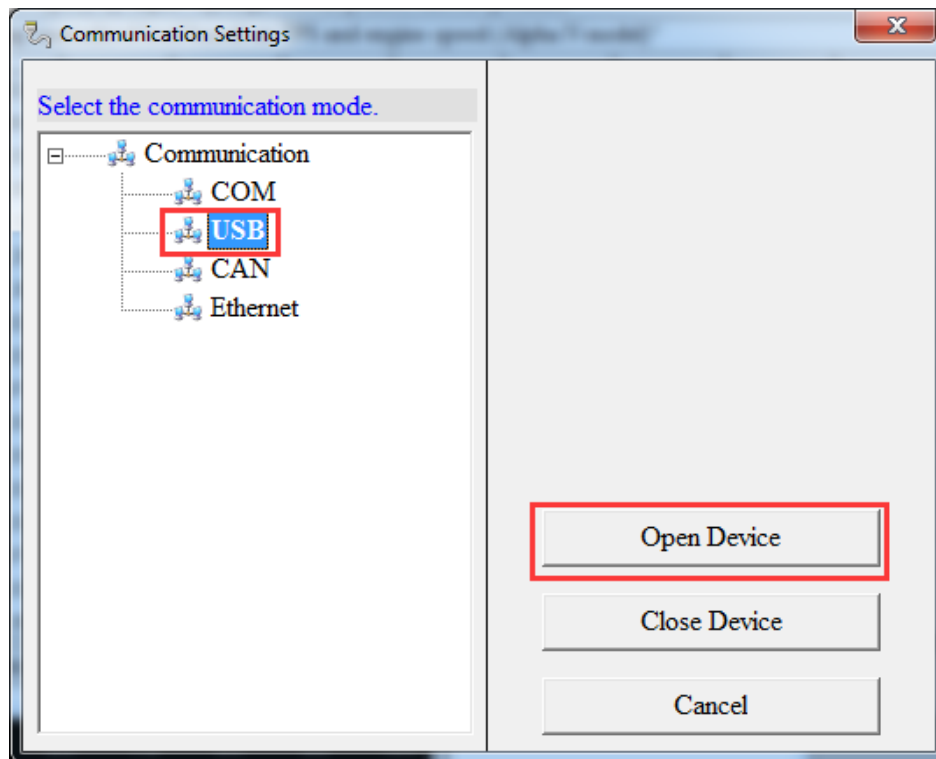 Communication Settings
Select the communication mode.
Communication
COM
USB
CAN
Ethernet
Open Device
Close Device
Cancel